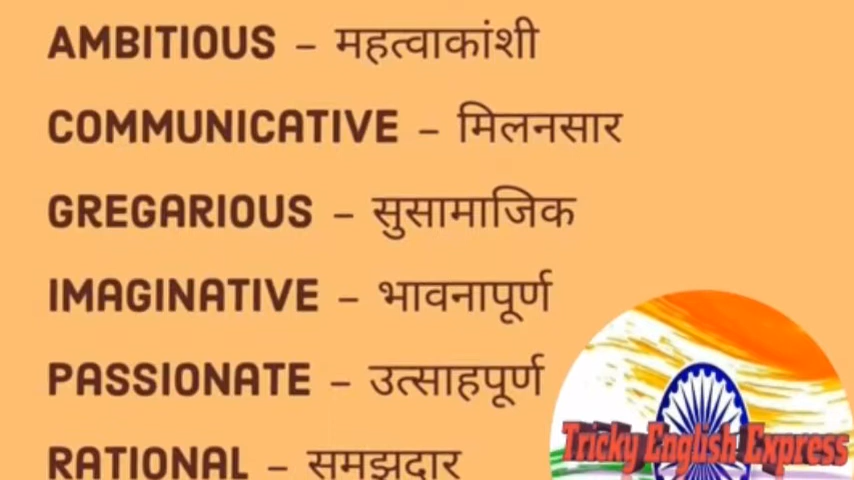 AMBITIOUS – महत्वाकांशी
COMMUNICATIVE – मिलनसार
GREGARIOUS – सुसामाजिक
IMAGINATIVE – भावनापूर्ण
PASSIONATE – उत्साहपूर्ण
RATIONAL – समझदार
Tricky English Express